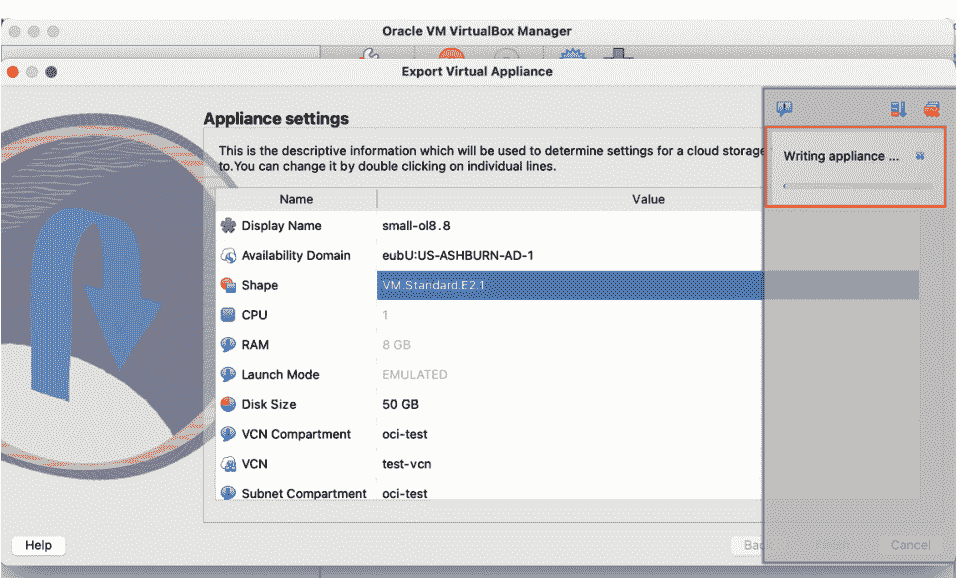 Oracle VM VirtualBox Manager
Export Virtual Appliance
Appliance settings
This is the descriptive information which will be used to determine settings for a cloud storage
to.You can change it by double clicking on individual lines.
Writing appliance ...
Name Value
Display Name small-ol8.8
Availability Domain eubU:US-ASHBURN-AD-1
Shape VM.Standard.E2.1
CPU 1
RAM 8 GB
Launch Mode EMULATED
Disk Size 50 GB
VCN Compartment oci-test
VCN test-vcn
Subnet Compartment oci-test
Help Cancel